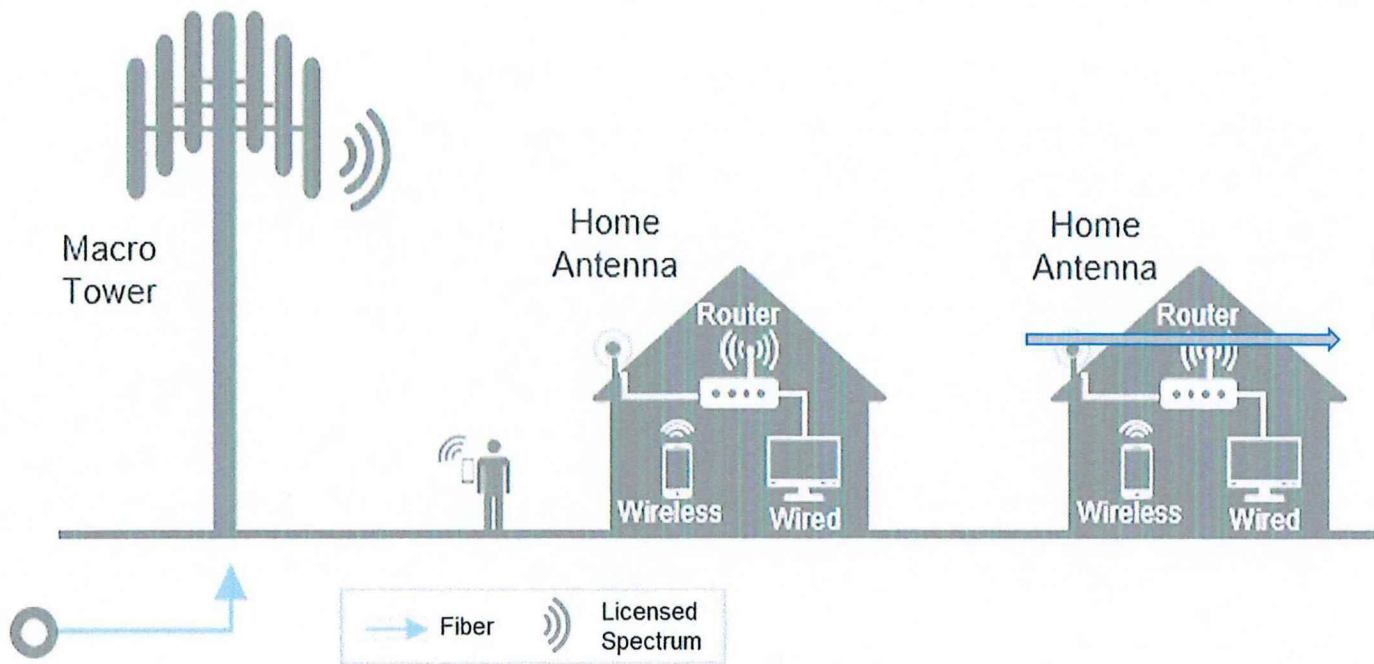 Macro
Tower
Home
Antenna
Router
Wireless
Wired
Home
Antenna
Router
Wireless
Wired
Fiber
Licensed
Spectrum